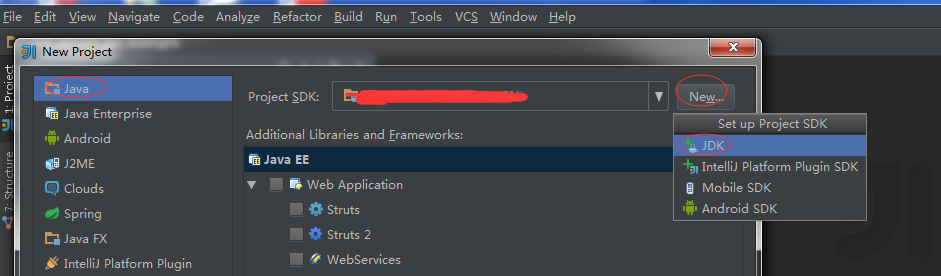 File Edit View Navigate Code Analyze Refactor Build Run Tools VCS Window Help
New Project
1: Project
7: Structure
Java
Java Enterprise
Android
J2ME
Clouds
Spring
Java FX
IntelliJ Platform Plugin
Project SDK:
New...
Additional Libraries and Frameworks:
Java EE
Web Application
Struts
Struts 2
WebServices
Set up Project SDK
JDK
IntelliJ Platform Plugin SDK
Mobile SDK
Android SDK